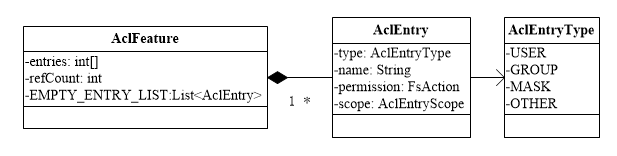 AclFeature
-entries: int[]
-refCount: int
-EMPTY_ENTRY_LIST:List<AclEntry>
1 *
AclEntry
-type: AclEntryType
-name: String
-permission: FsAction
-scope: AclEntryScope
AclEntryType
-USER
-GROUP
-MASK
-OTHER